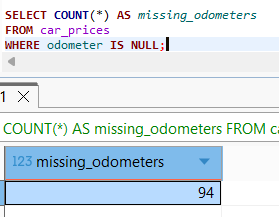 SELECT COUNT(*) AS missing_odometers
FROM car_prices
WHERE odometer IS NULL;
1
COUNT(*) AS missing_odometers FROM ca
123 missing_odometers
94